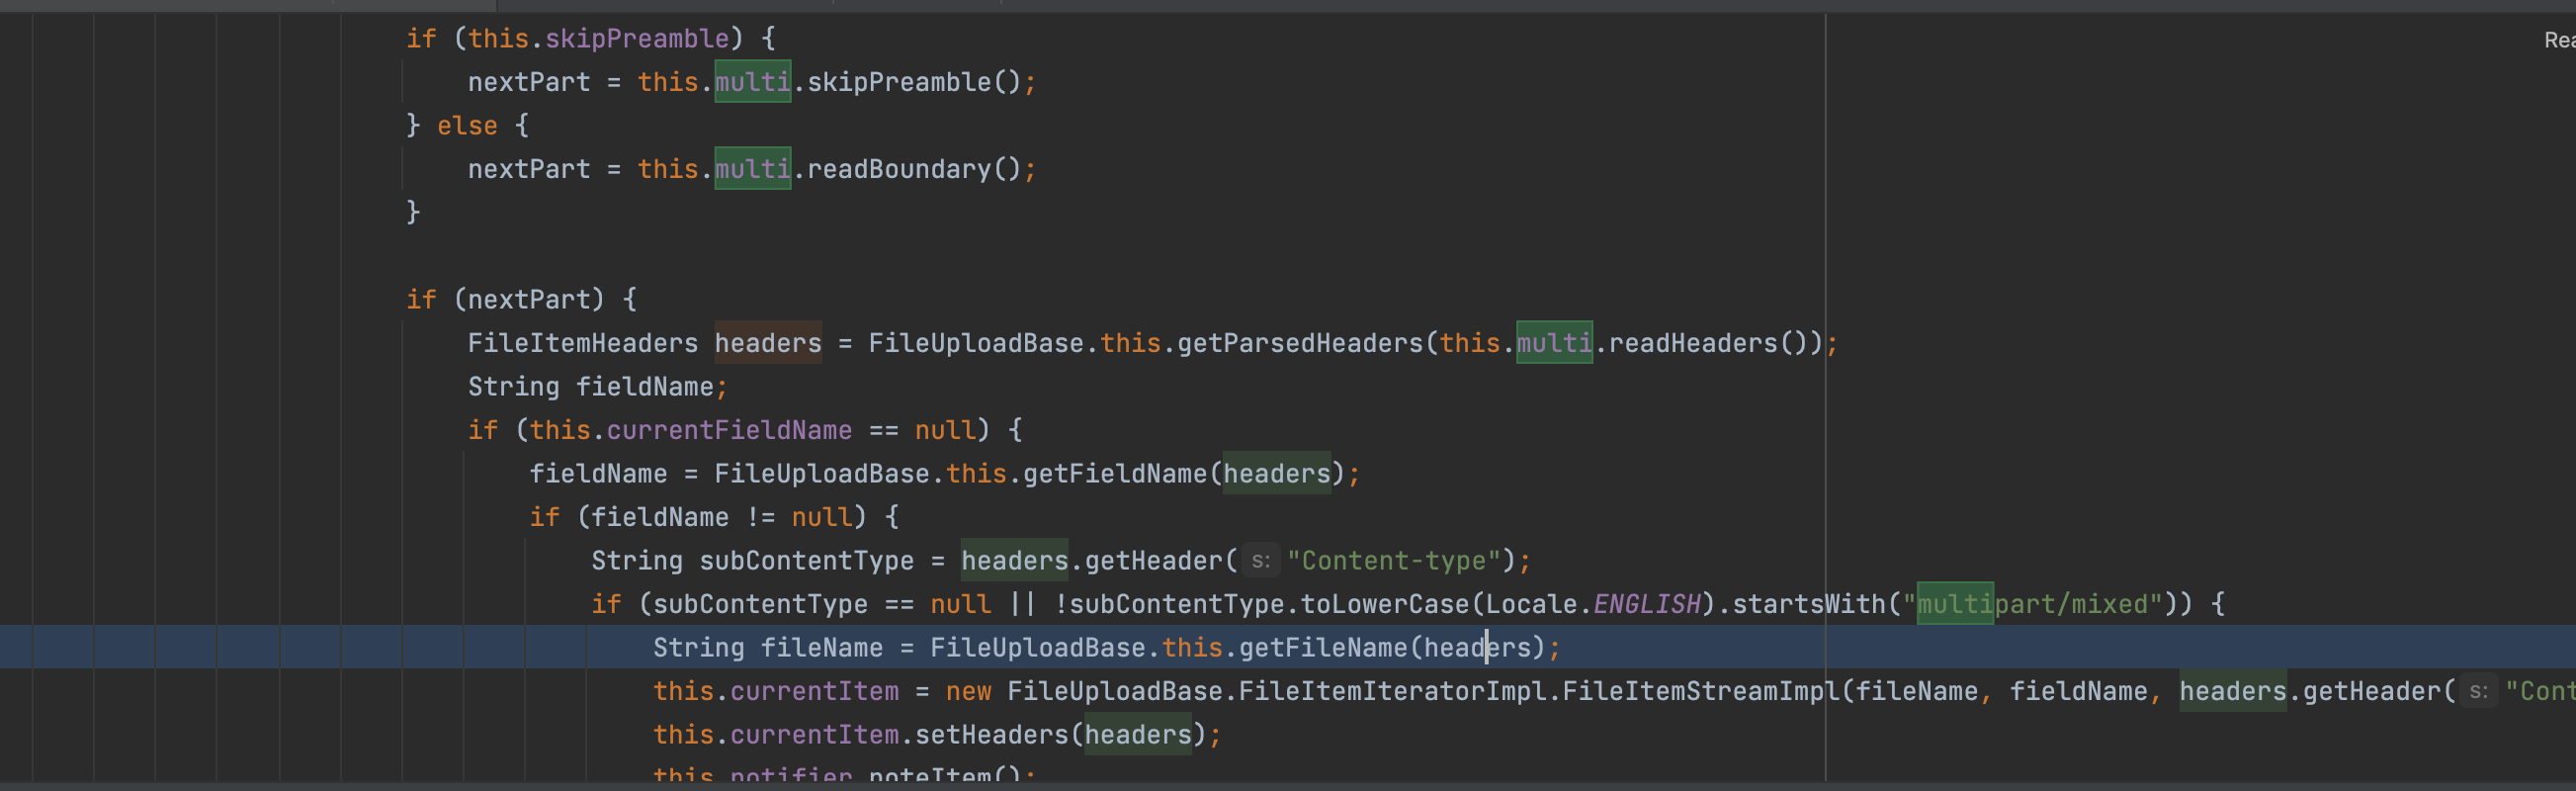 Rea
if (this.skipPreamble) {
nextPart = this.multi.skipPreamble();
} else {
nextPart = this.multi.readBoundary();
}
if (nextPart) {
FileItemHeaders headers = FileUploadBase.this.getParsedHeaders(this.multi.readHeaders());
String fieldName;
if (this.currentFieldName == null) {
fieldName = FileUploadBase.this.getFieldName(headers);
if (fieldName != null) {
String subContentType = headers.getHeader( s: "Content-type");
if (subContentType == null || !subContentType.toLowerCase(Locale.ENGLISH).startsWith("multipart/mixed")) {
String fileName = FileUploadBase.this.getFileName(headers);
this.currentItem = new FileUploadBase.FileItemIteratorImpl.FileItemStreamImpl(fileName, fieldName, headers.getHeader( s: "Cont
this.currentItem.setHeaders(headers);
this.notifier.noteItem();